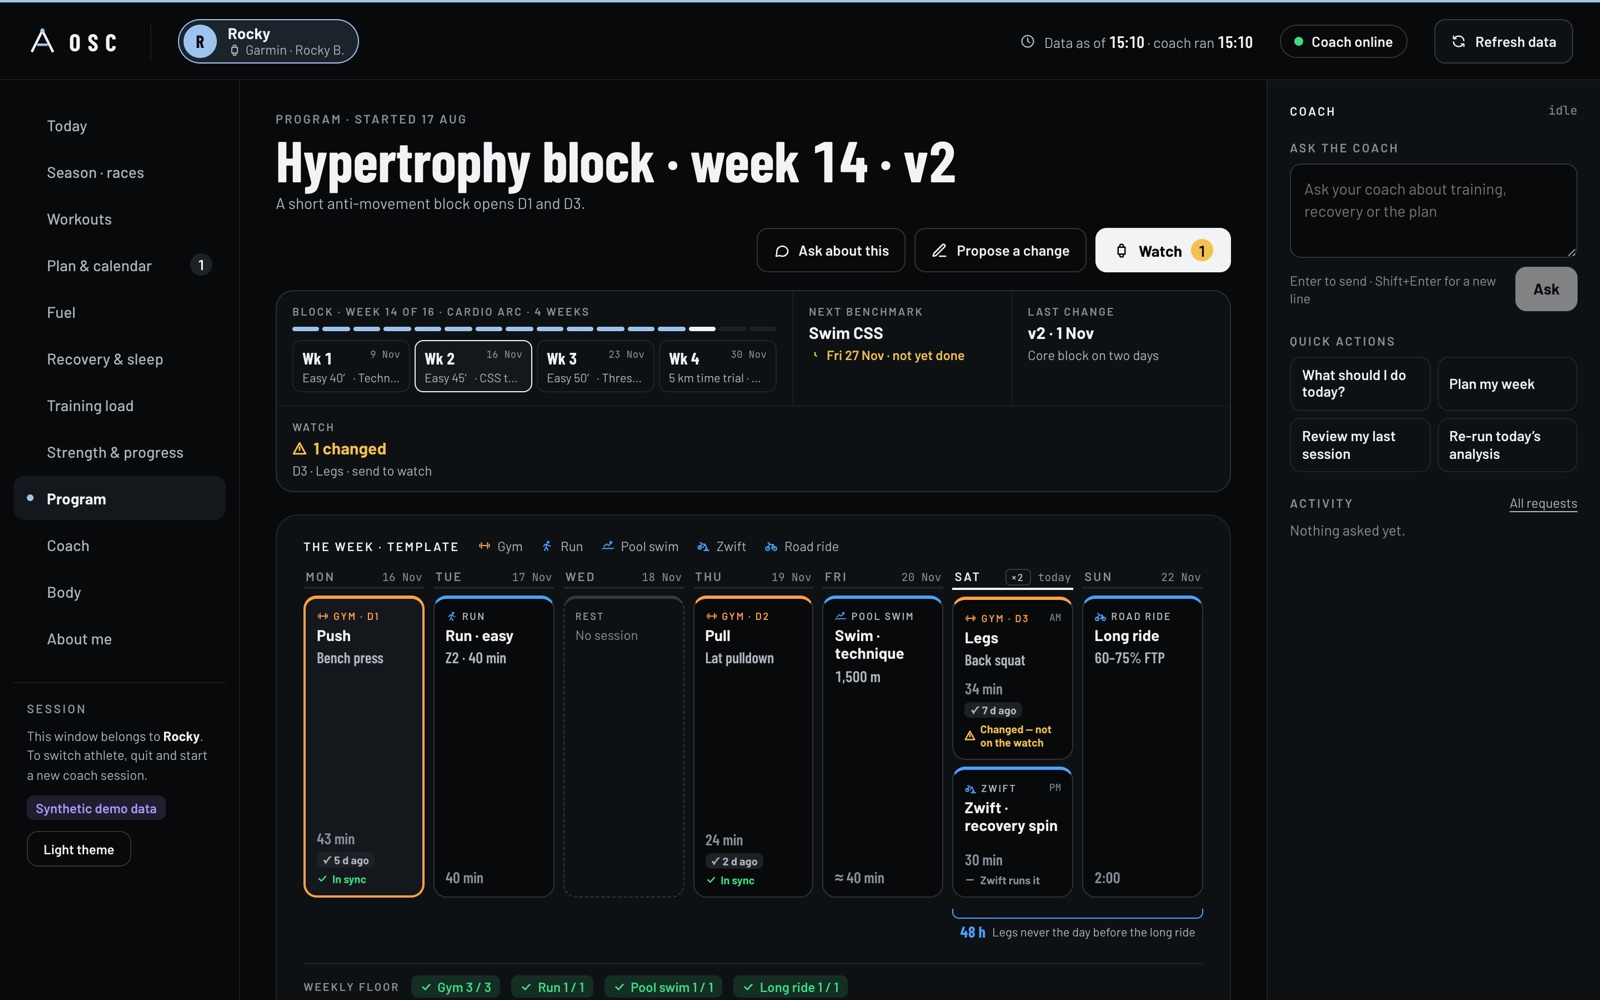 A OSC
R
Rocky
Garmin · Rocky B.
Data as of 15:10 · coach ran 15:10
Coach online
Refresh data
Today
Season · races
Workouts
Plan & calendar 1
Fuel
Recovery & sleep
Training load
Strength & progress
Program
Coach
Body
About me
SESSION
This window belongs to Rocky.
To switch athlete, quit and start
a new coach session.
Synthetic demo data
Light theme
PROGRAM · STARTED 17 AUG
Hypertrophy block · week 14 · v2
A short anti-movement block opens D1 and D3.
Ask about this
Propose a change
Watch 1
BLOCK · WEEK 14 OF 16 · CARDIO ARC · 4 WEEKS
Wk 1 9 Nov
Easy 40′ · Techn...
Wk 2 16 Nov
Easy 45′ · CSS t...
Wk 3 23 Nov
Easy 50′ · Thres...
Wk 4 30 Nov
5 km time trial · ...
NEXT BENCHMARK
Swim CSS
Fri 27 Nov · not yet done
LAST CHANGE
v2 · 1 Nov
Core block on two days
WATCH
1 changed
D3 · Legs · send to watch
THE WEEK · TEMPLATE Gym Run Pool swim Zwift Road ride
MON 16 Nov
GYM · D1
Push
Bench press
43 min
✓ 5 d ago
✓ In sync
TUE 17 Nov
RUN
Run · easy
Z2 · 40 min
40 min
WED 18 Nov
REST
No session
THU 19 Nov
GYM · D2
Pull
Lat pulldown
24 min
✓ 2 d ago
✓ In sync
FRI 20 Nov
POOL SWIM
Swim ·
technique
1,500 m
≈ 40 min
SAT ×2 today
GYM · D3 AM
Legs
Back squat
34 min
✓ 7 d ago
Changed — not
on the watch
ZWIFT PM
Zwift ·
recovery spin
30 min
— Zwift runs it
SUN 22 Nov
ROAD RIDE
Long ride
60-75% FTP
2:00
48 h Legs never the day before the long ride
WEEKLY FLOOR ✓ Gym 3 / 3 ✓ Run 1 / 1 ✓ Pool swim 1 / 1 ✓ Long ride 1 / 1
COACH idle
ASK THE COACH
Ask your coach about training,
recovery or the plan
Enter to send · Shift+Enter for a new
line
Ask
QUICK ACTIONS
What should I do
today?
Plan my week
Review my last
session
Re-run today's
analysis
ACTIVITY All requests
Nothing asked yet.